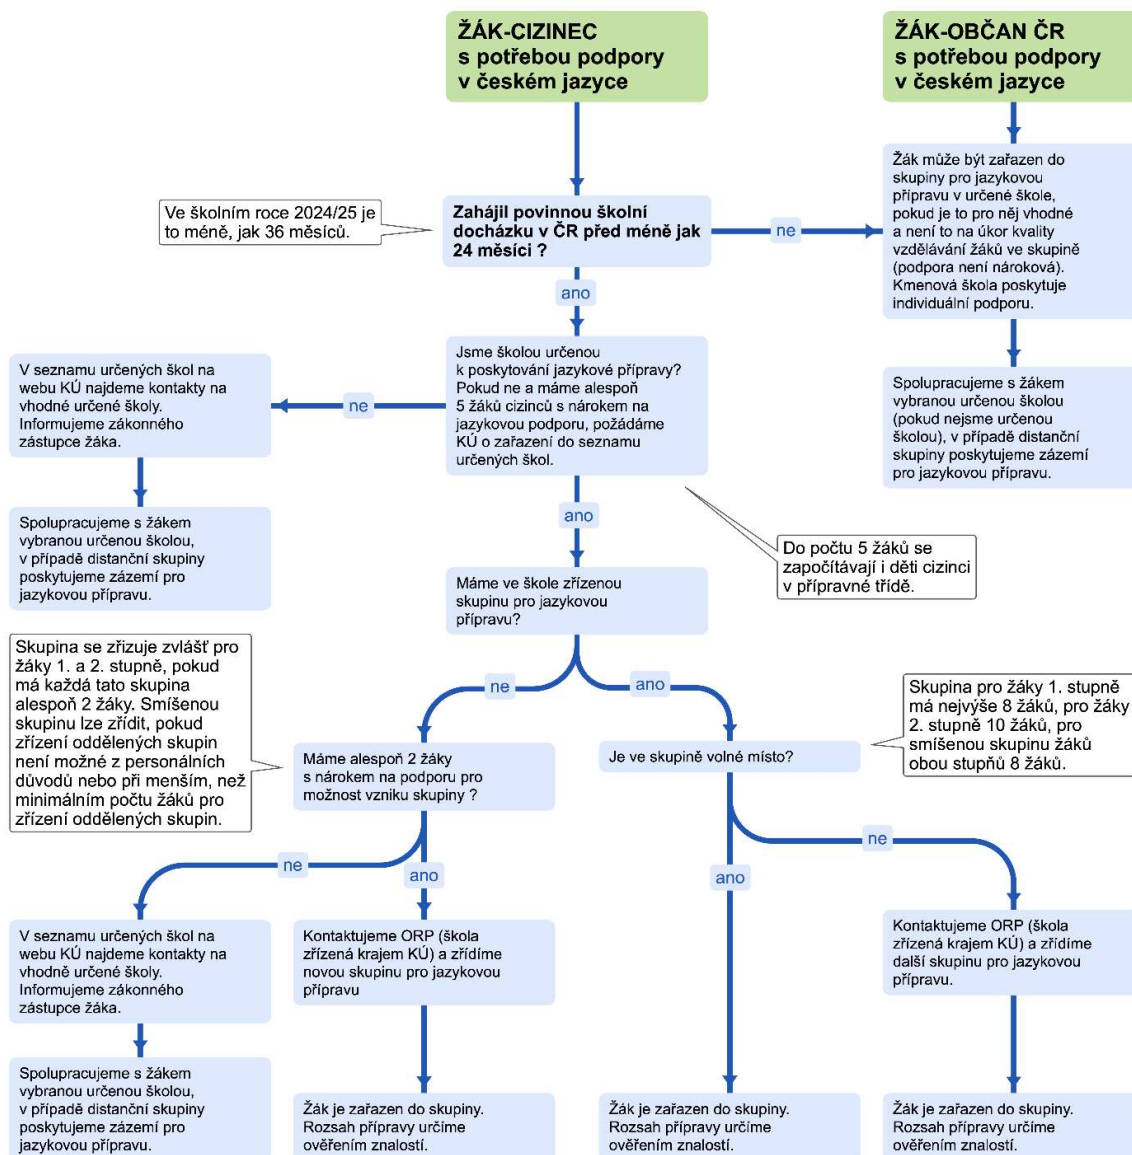 ŽÁK-CIZINEC
s potřebou podpory
v českém jazyce
ŽÁK-OBČAN ČR
s potřebou podpory
v českém jazyce
Ve školním roce 2024/25 je
to méně, jak 36 měsíců.
Zahájil povinnou školní
docházku v ČR před méně jak
24 měsíci ?
ne
Žák může být zařazen do
skupiny pro jazykovou
přípravu v určené škole,
pokud je to pro něj vhodné
a není to na úkor kvality
vzdělávání žáků ve skupině
(podpora není nároková).
Kmenová škola poskytuje
individuální podporu.
ano
V seznamu určených škol na
webu KÚ najdeme kontakty na
vhodné určené školy.
Informujeme zákonného
zástupce žáka.
ne
Jsme školou určenou
k poskytování jazykové přípravy?
Pokud ne a máme alespoň
5 žáků cizinců s nárokem na
jazykovou podporu, požádáme
KÚ o zařazení do seznamu
určených škol.
Spolupracujeme s žákem
vybranou určenou školou
(pokud nejsme určenou
školou), v případě distanční
skupiny poskytujeme zázemí
pro jazykovou přípravu.
Spolupracujeme s žákem
vybranou určenou školou,
v případě distanční skupiny
poskytujeme zázemí pro
jazykovou přípravu.
ano
Do počtu 5 žáků se
započítávají i děti cizinci
v přípravné třídě.
Máme ve škole zřízenou
skupinu pro jazykovou
přípravu?
Skupina se zřizuje zvlášť pro
žáky 1. a 2. stupně, pokud
má každá tato skupina
alespoň 2 žáky. Smíšenou
skupinu lze zřídit, pokud
zřízení oddělených skupin
není možné z personálních
důvodů nebo při menším, než
minimálním počtu žáků pro
zřízení oddělených skupin.
ne
ano
Skupina pro žáky 1. stupně
má nejvýše 8 žáků, pro žáky
2. stupně 10 žáků, pro
smíšenou skupinu žáků
obou stupňů 8 žáků.
Máme alespoň 2 žáky
s nárokem na podporu pro
možnost vzniku skupiny ?
Je ve skupině volné místo?
ne
ano
ano
ne
V seznamu určených škol na
webu KÚ najdeme kontakty na
vhodně určené školy.
Informujeme zákonného
zástupce žáka.
Kontaktujeme ORP (škola
zřízená krajem KÚ) a zřídíme
novou skupinu pro jazykovou
přípravu
Kontaktujeme ORP (škola
zřízená krajem KÚ) a zřídíme
další skupinu pro jazykovou
přípravu.
Spolupracujeme s žákem
vybranou určenou školou,
v případě distanční skupiny
poskytujeme zázemí pro
jazykovou přípravu.
Žák je zařazen do skupiny.
Rozsah přípravy určíme
ověřením znalostí.
Žák je zařazen do skupiny.
Rozsah přípravy určíme
ověřením znalostí.
Žák je zařazen do skupiny.
Rozsah přípravy určíme
ověřením znalostí.